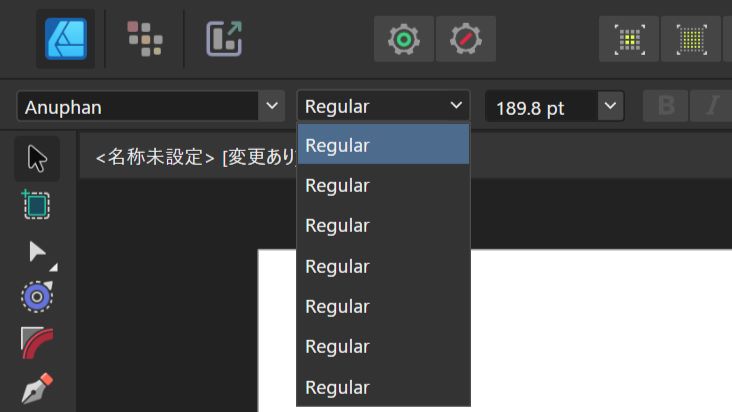 Anuphan
Regular
189.8 pt
B
I
<名称未設定> [変更あり
Regular
Regular
Regular
Regular
Regular
Regular
Regular